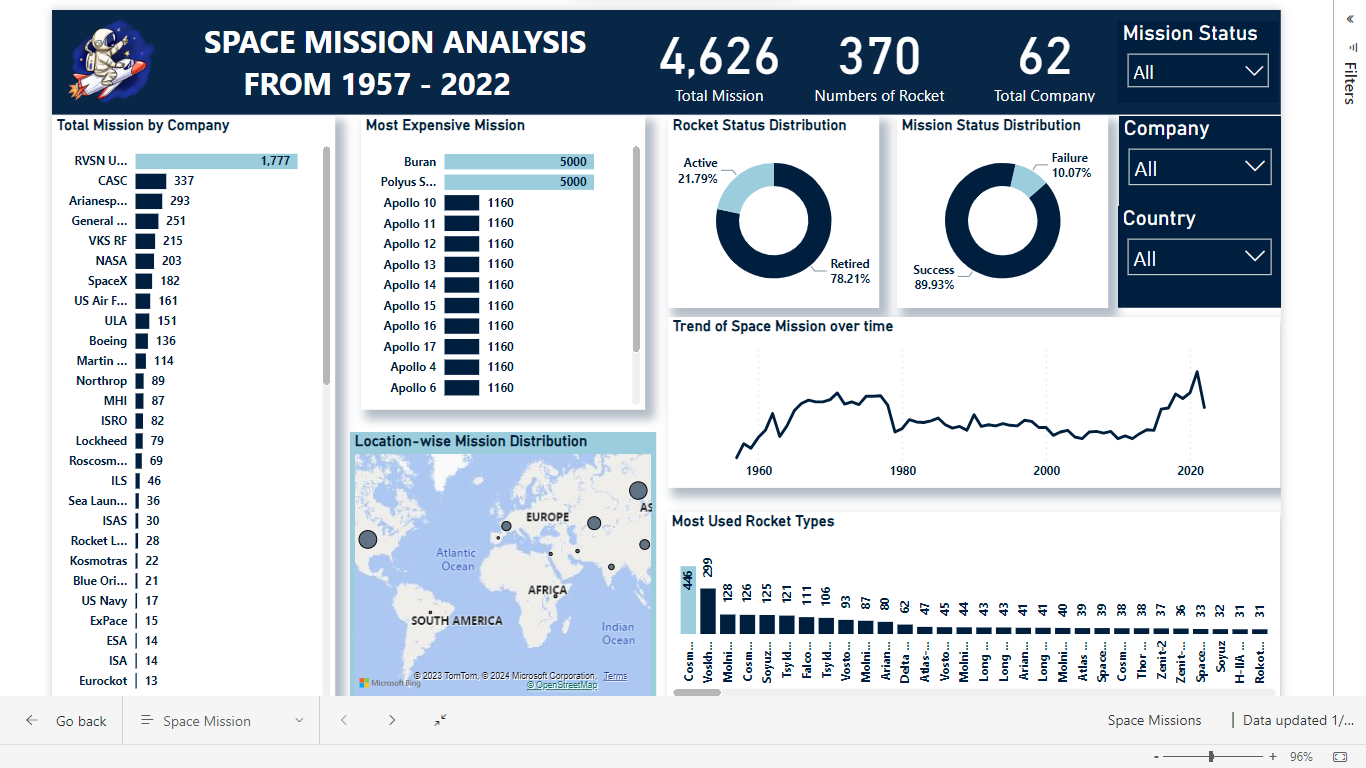 SPACE MISSION ANALYSIS
FROM 1957 - 2022
4,626
Total Mission
370
Numbers of Rocket
62
Total Company
Mission Status
All
Company
All
Country
All
Filters
Total Mission by Company
RVSN U... 1,777
CASC 337
Arianesp... 293
General ... 251
VKS RF 215
NASA 203
SpaceX 182
US Air F... 161
ULA 151
Boeing 136
Martin ... 114
Northrop 89
MHI 87
ISRO 82
Lockheed 79
Roscosm... 69
ILS 46
Sea Laun... 36
ISAS 30
Rocket L... 28
Kosmotras 22
Blue Ori... 21
US Navy 17
ExPace 15
ESA 14
ISA 14
Eurockot 13
Most Expensive Mission
Buran 5000
Polyus S... 5000
Apollo 10 1160
Apollo 11 1160
Apollo 12 1160
Apollo 13 1160
Apollo 14 1160
Apollo 15 1160
Apollo 16 1160
Apollo 17 1160
Apollo 4 1160
Apollo 6 1160
Rocket Status Distribution
Active
21.79%
Retired
78.21%
Mission Status Distribution
Failure
10.07%
Success
89.93%
Trend of Space Mission over time
1960 1980 2000 2020
Location-wise Mission Distribution
EUROPE
AS
Atlantic
Ocean
AFRICA
SOUTH AMERICA
Indian
Ocean
Microsoft Bing
© 2023 TomTom, © 2024 Microsoft Corporation, Terms
© OpenStreetMap
Most Used Rocket Types
446 299 128 126 125 121 111 106 93 87 80 62 47 45 44 43 43 41 41 40 39 39 38 38 37 36 33 32 31 31
Cosm... Voskh... Molni... Cosm... Soyuz... Tsykl... Falco... Tsykl... Vosto... Molni... Arian... Delta ... Atlas-... Vosto... Molni... Long ... Long ... Arian... Long ... Molni... Atlas ... Space... Cosm... Thor ... Zenit-2 Zenit-... Space... Soyuz H-IIA ... Rokot...
Go back
Space Mission
Space Missions
Data updated 1/...
- + 96%